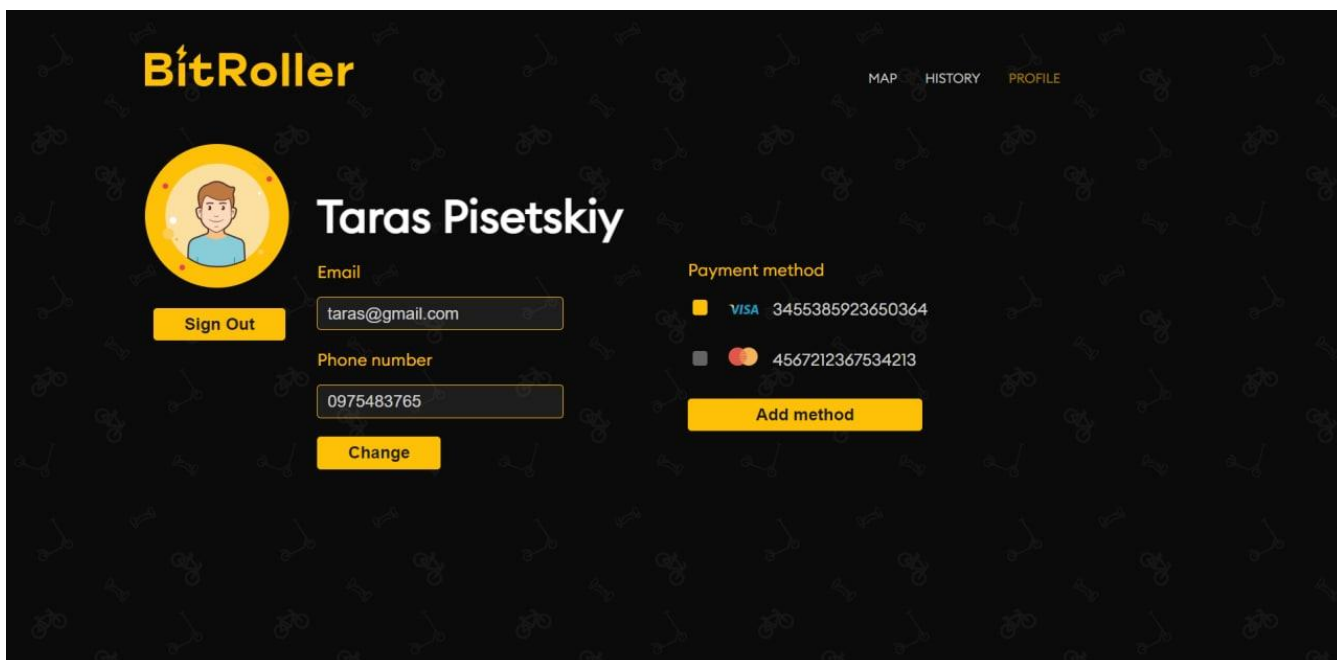 BitRoller
MAP HISTORY PROFILE
Taras Pisetskiy
Sign Out
Email
taras@gmail.com
Phone number
0975483765
Change
Payment method
VISA 3455385923650364
4567212367534213
Add method